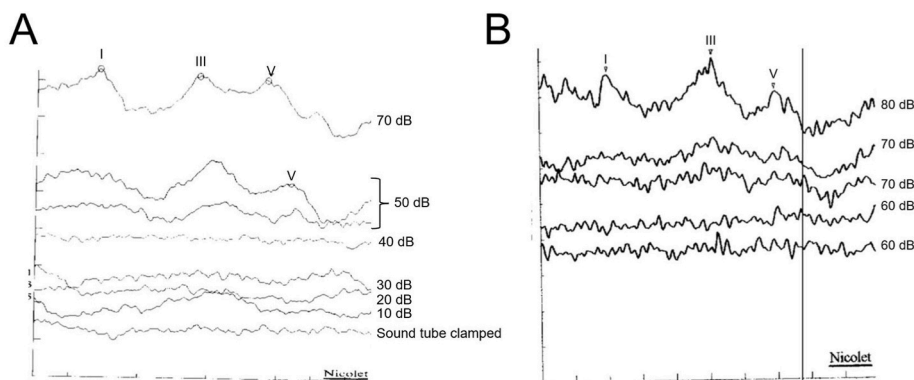 A
I
III
V
70 dB
V
50 dB
40 dB
30 dB
20 dB
10 dB
Sound tube clamped
Nicolet
B
I
III
V
80 dB
70 dB
70 dB
60 dB
60 dB
Nicolet